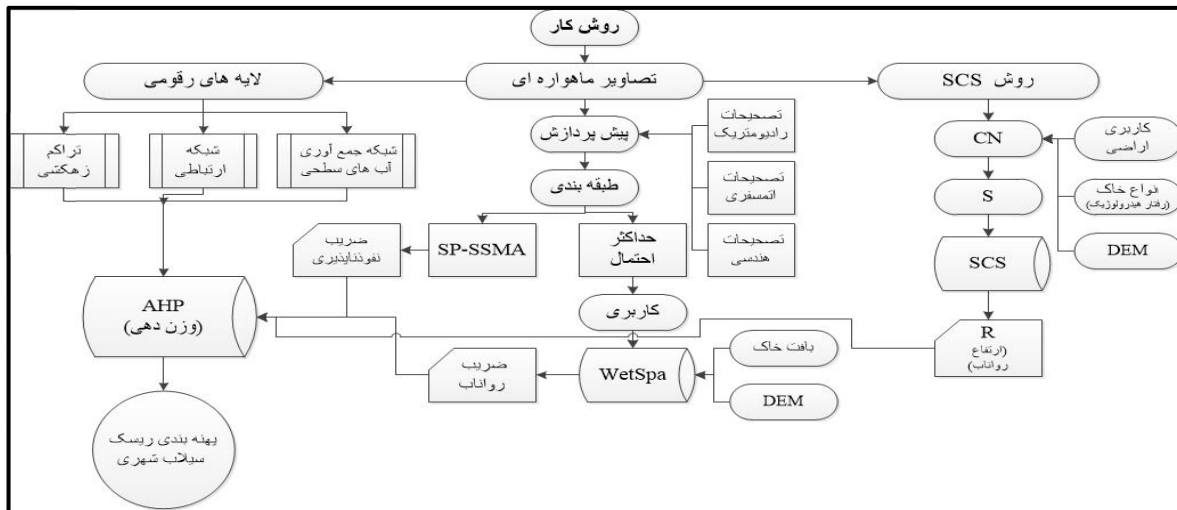 روش کار
لایه های رقومی
تصاویر ماهواره ای
روش SCS
تراکم
زهکشی
شبکه
ارتباطی
شبکه جمع آوری
آب های سطحی
پیش پردازش
تصحیحات
رادیومتریک
تصحیحات
اتمسفری
تصحیحات
هندسی
طبقه بندی
CN
کاربری
اراضی
S
انواع خاک
(رفتار هیدرولوژیک)
DEM
SCS
R
(ارتفاع
رواناب)
ضریب
نفوذناپذیری
SP-SSMA
حداکثر
احتمال
کاربری
AHP
(وزن دهی)
ضریب
رواناب
WetSpa
بافت خاک
DEM
پهنه بندی ریسک
سیلاب شهری